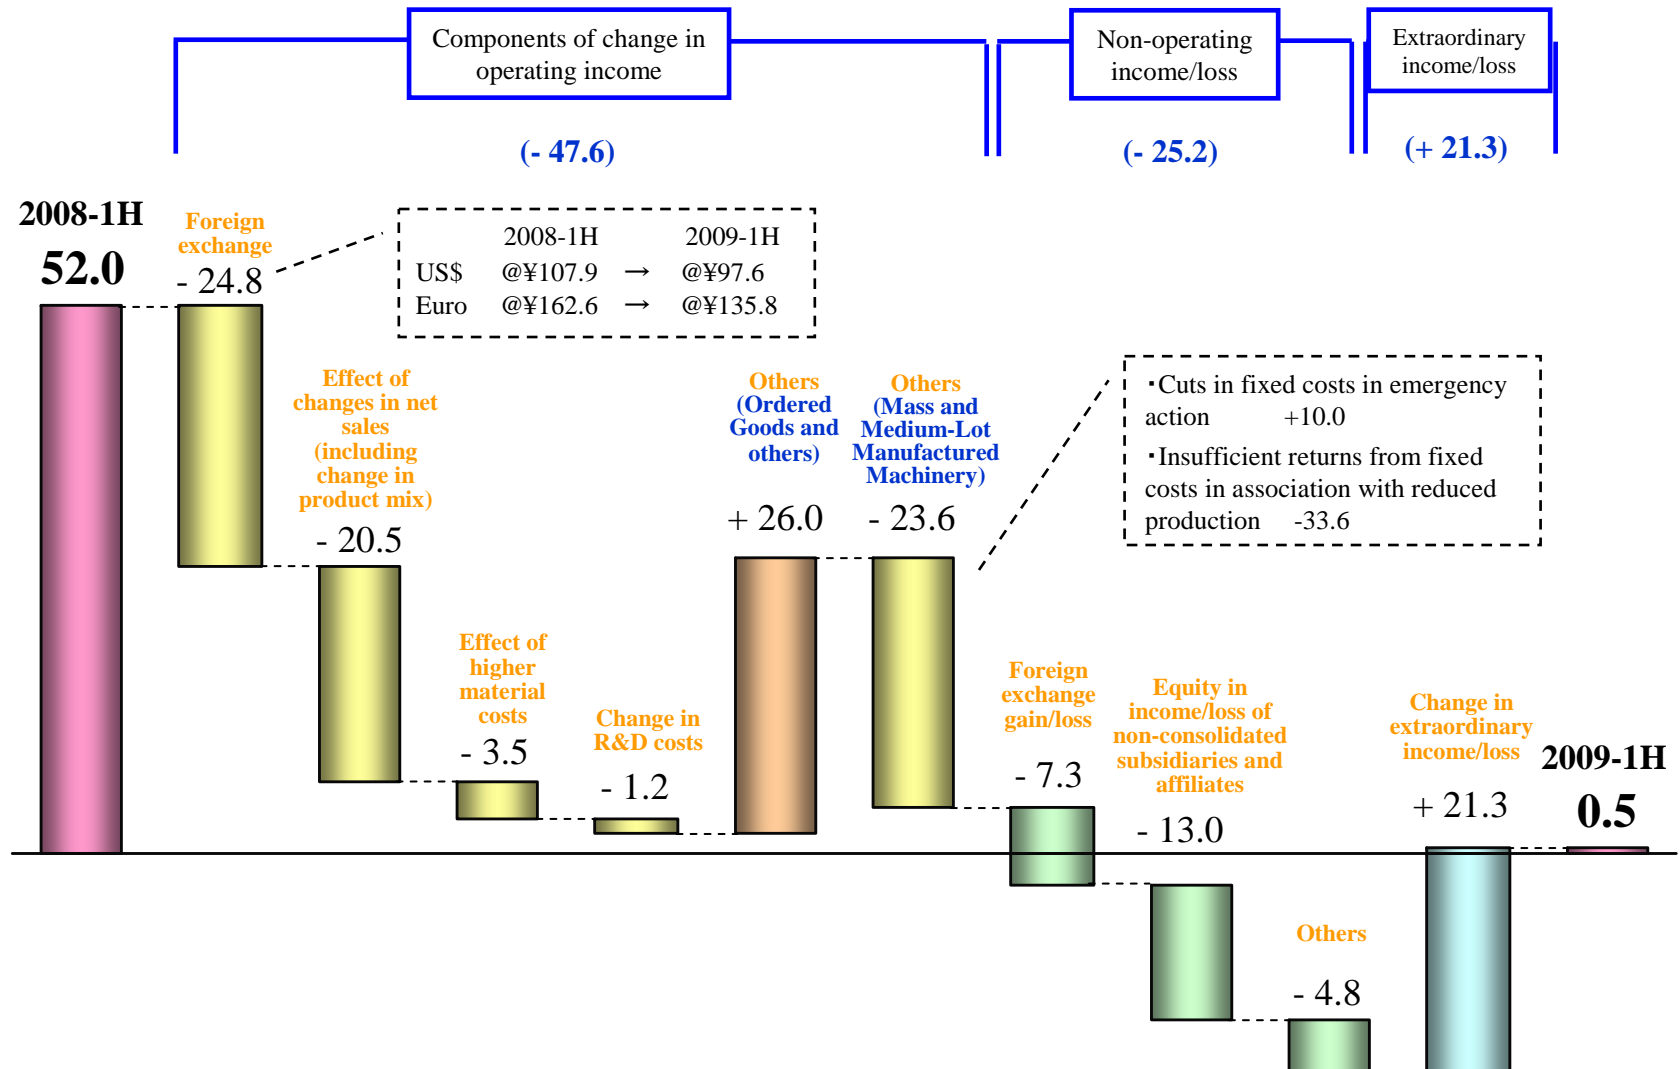 Components of change in
operating income
Non-operating
income/loss
Extraordinary
income/loss
(- 47.6)
(- 25.2)
(+ 21.3)
2008-1H
52.0
Foreign
exchange
- 24.8
2008-1H 2009-1H
US$ @¥107.9 → @¥97.6
Euro @¥162.6 → @¥135.8
Effect of
changes in net
sales
(including
change in
product mix)
- 20.5
Effect of
higher
material
costs
- 3.5
Change in
R&D costs
- 1.2
Others
(Ordered
Goods and
others)
+ 26.0
Others
(Mass and
Medium-Lot
Manufactured
Machinery)
- 23.6
・Cuts in fixed costs in emergency
action +10.0
・Insufficient returns from fixed
costs in association with reduced
production -33.6
Foreign
exchange
gain/loss
- 7.3
Equity in
income/loss of
non-consolidated
subsidiaries and
affiliates
- 13.0
Others
- 4.8
Change in
extraordinary
income/loss
+ 21.3
2009-1H
0.5